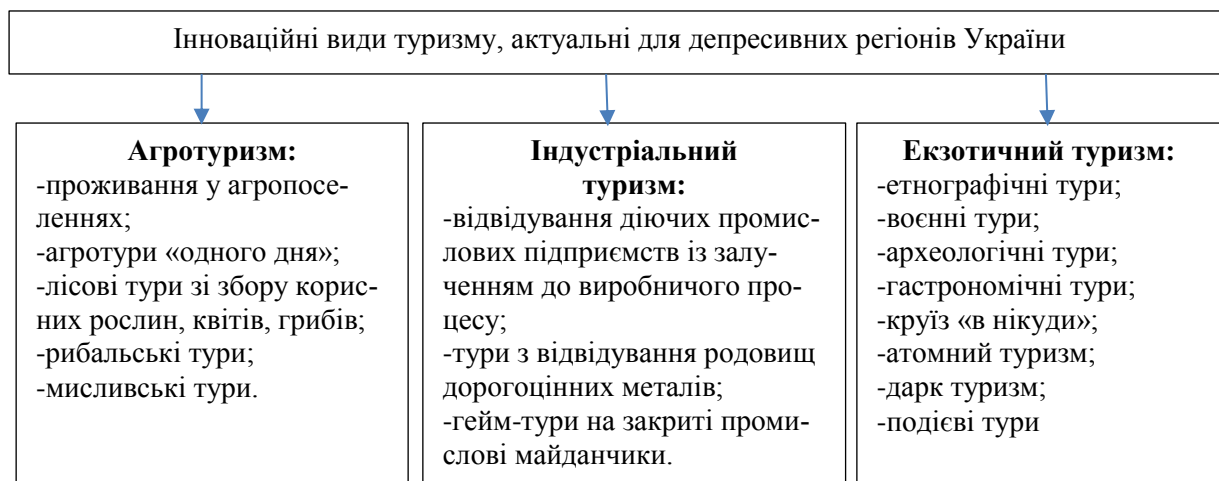 Інноваційні види туризму, актуальні для депресивних регіонів України
Агротуризм:
-проживання у агропосе-
леннях;
-агротури «одного дня»;
-лісові тури зі збору корис-
них рослин, квітів, грибів;
-рибальські тури;
-мисливські тури.
Індустріальний
туризм:
-відвідування діючих промис-
лових підприємств із залу-
ченням до виробничого про-
цесу;
-тури з відвідування родовищ
дорогоцінних металів;
-гейм-тури на закриті проми-
слові майданчики.
Екзотичний туризм:
-етнографічні тури;
-воєнні тури;
-археологічні тури;
-гастрономічні тури;
-круїз «в нікуди»;
-атомний туризм;
-дарк туризм;
-подієві тури